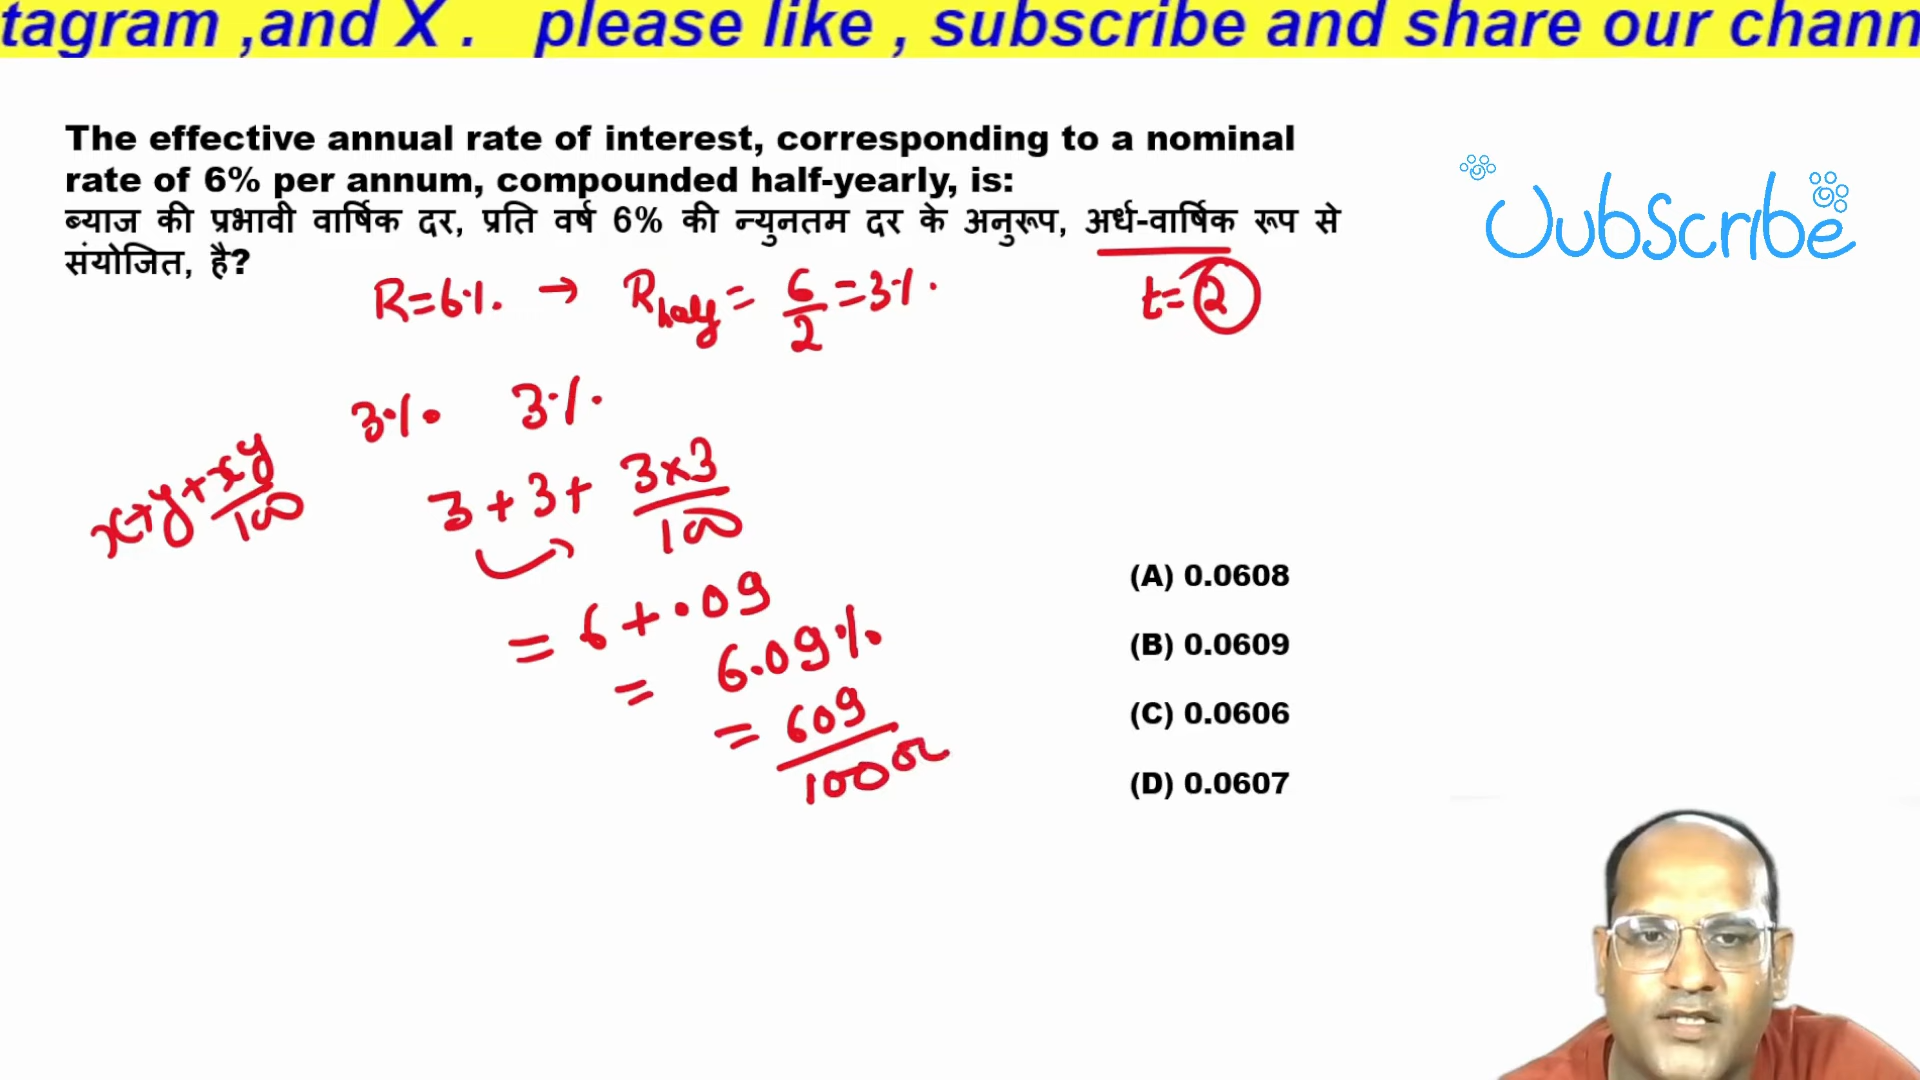 tagram ,and X .   please like , subscribe and share our chann
The effective annual rate of interest, corresponding to a nominal
rate of 6% per annum, compounded half-yearly, is:
ब्याज की प्रभावी वार्षिक दर, प्रति वर्ष 6% की न्युनतम दर के अनुरूप, अर्ध-वार्षिक रूप से
संयोजित, है?
Subscribe
R=6% → R_half = 6/2 = 3%.
t=2
3% 3%
x+y+xy/100
3+3+ 3×3/100
= 6+.09
= 6.09%
= 609/10000
(A) 0.0608
(B) 0.0609
(C) 0.0606
(D) 0.0607